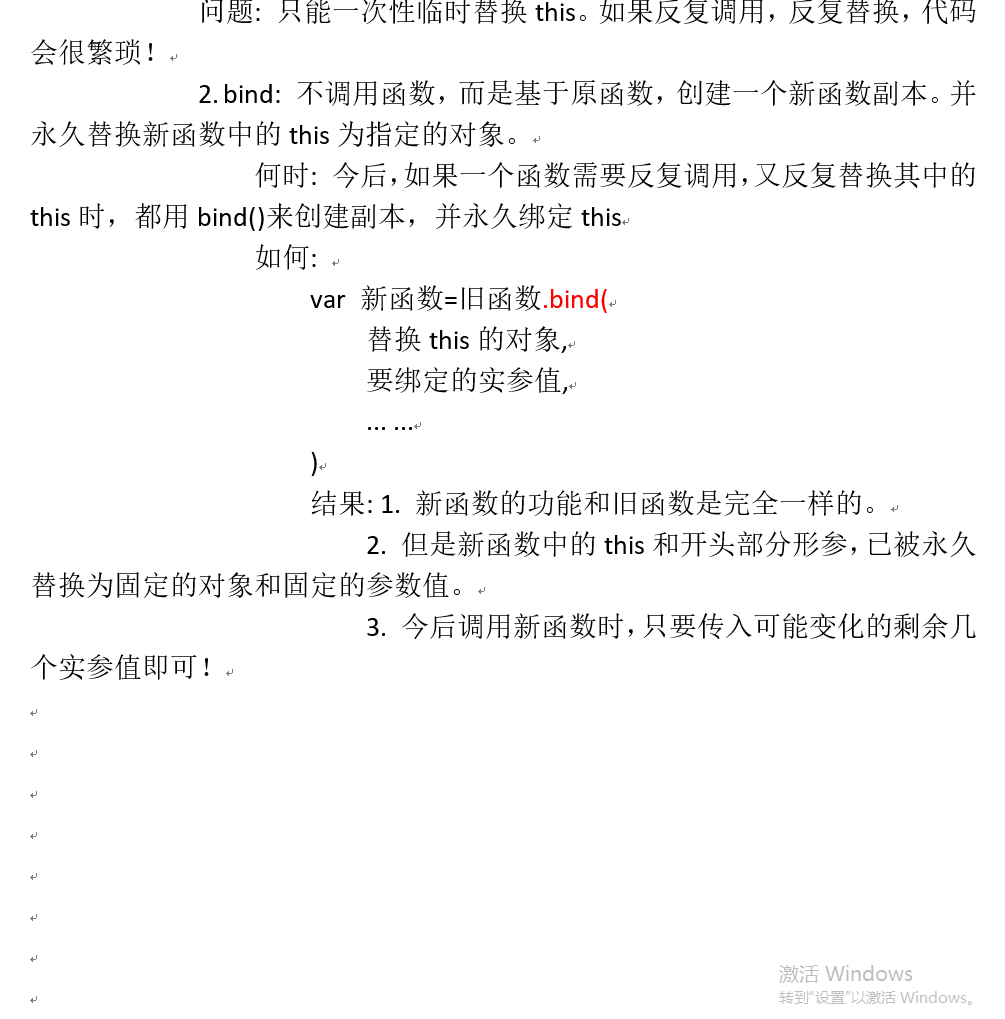 问题: 只能一次性临时替换 this。如果反复调用，反复替换，代码
会很繁琐！
2. bind: 不调用函数，而是基于原函数，创建一个新函数副本。并
永久替换新函数中的 this 为指定的对象。
何时: 今后，如果一个函数需要反复调用，又反复替换其中的
this 时，都用 bind()来创建副本，并永久绑定 this
如何:
var 新函数=旧函数.bind(
替换 this 的对象,
要绑定的实参值,
... ...
)
结果: 1. 新函数的功能和旧函数是完全一样的。
2. 但是新函数中的 this 和开头部分形参，已被永久
替换为固定的对象和固定的参数值。
3. 今后调用新函数时，只要传入可能变化的剩余几
个实参值即可！
激活 Windows
转到“设置”以激活 Windows。